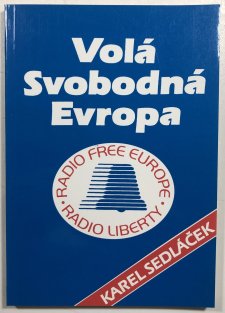 Volá
Svobodná
Evropa
RADIO FREE EUROPE
• RADIO LIBERTY •
KAREL SEDLÁČEK